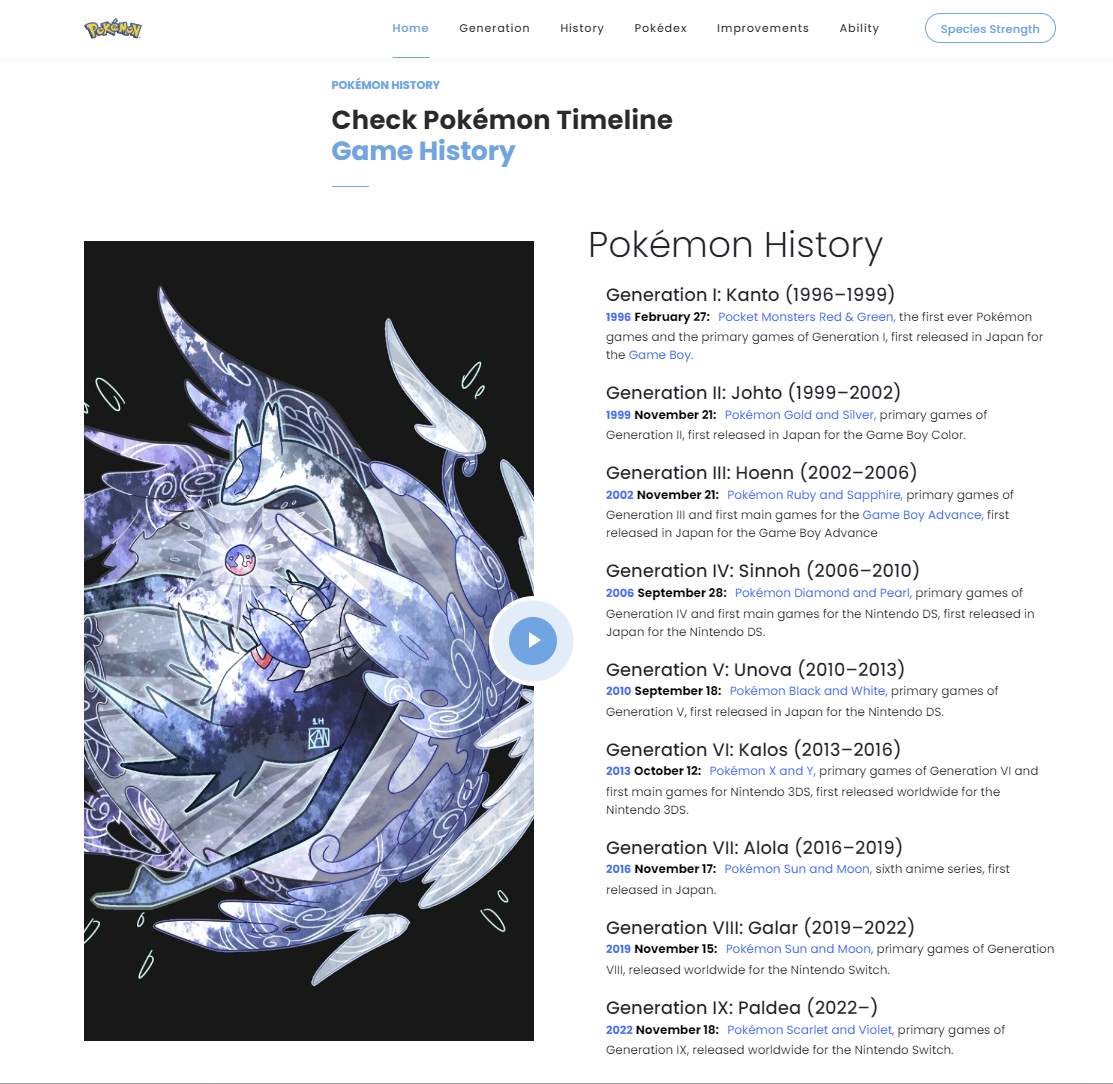 POKÉMON
Home Generation History Pokédex Improvements Ability Species Strength
POKÉMON HISTORY
Check Pokémon Timeline
Game History
Pokémon History
Generation I: Kanto (1996–1999)
1996 February 27: Pocket Monsters Red & Green, the first ever Pokémon
games and the primary games of Generation I, first released in Japan for
the Game Boy.
Generation II: Johto (1999–2002)
1999 November 21: Pokémon Gold and Silver, primary games of
Generation II, first released in Japan for the Game Boy Color.
Generation III: Hoenn (2002–2006)
2002 November 21: Pokémon Ruby and Sapphire, primary games of
Generation III and first main games for the Game Boy Advance, first
released in Japan for the Game Boy Advance
Generation IV: Sinnoh (2006–2010)
2006 September 28: Pokémon Diamond and Pearl, primary games of
Generation IV and first main games for the Nintendo DS, first released in
Japan for the Nintendo DS.
Generation V: Unova (2010–2013)
2010 September 18: Pokémon Black and White, primary games of
Generation V, first released in Japan for the Nintendo DS.
Generation VI: Kalos (2013–2016)
2013 October 12: Pokémon X and Y, primary games of Generation VI and
first main games for Nintendo 3DS, first released worldwide for the
Nintendo 3DS.
Generation VII: Alola (2016–2019)
2016 November 17: Pokémon Sun and Moon, sixth anime series, first
released in Japan.
Generation VIII: Galar (2019–2022)
2019 November 15: Pokémon Sun and Moon, primary games of Generation
VIII, released worldwide for the Nintendo Switch.
Generation IX: Paldea (2022–)
2022 November 18: Pokémon Scarlet and Violet, primary games of
Generation IX, released worldwide for the Nintendo Switch.
KAN